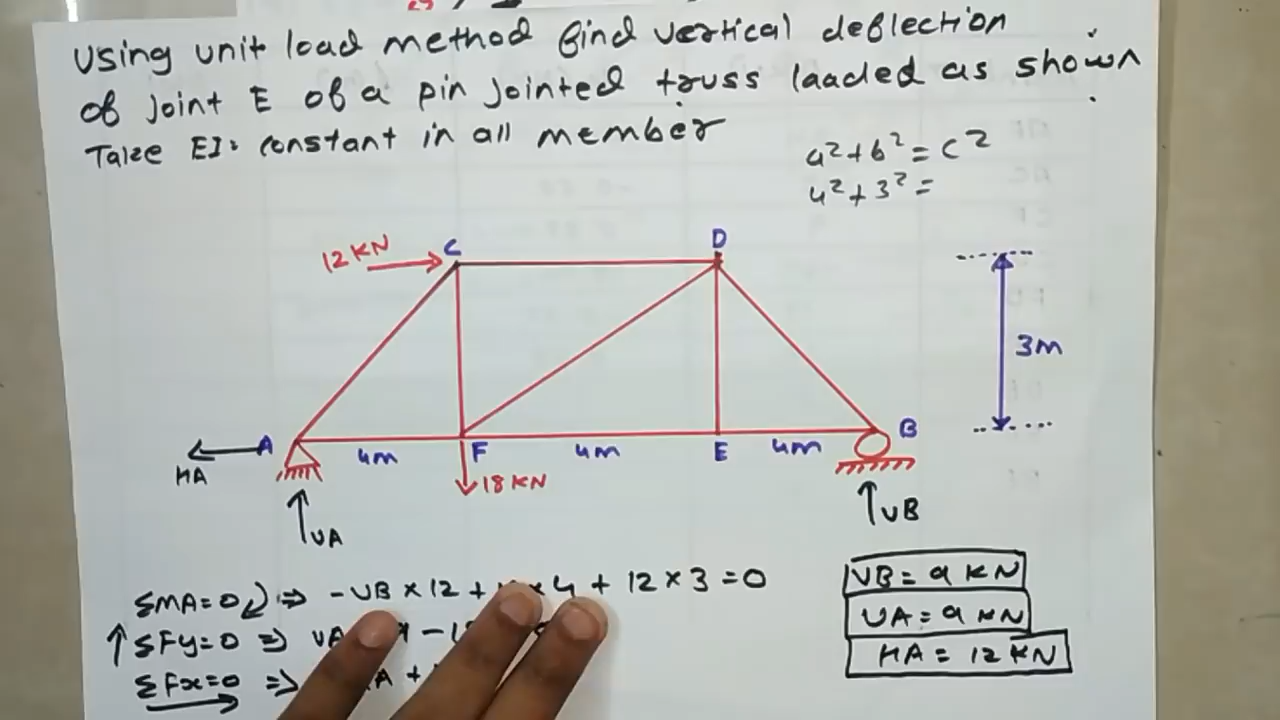 using unit load method find vertical deflection
of joint E of a pin jointed truss loaded as shown
Take EI: constant in all member
a²+b² = c²
4²+3² =
12 KN
C
D
3m
A
4m
F
4m
E
4m
B
HA
18 KN
VA
VB
ΣMA=0 ⇒ -VB × 12 + × 4 + 12 × 3 = 0
↑ ΣFy=0 ⇒ VA
ΣFx=0 ⇒
VB = 9 KN
VA = 9 KN
HA = 12 KN